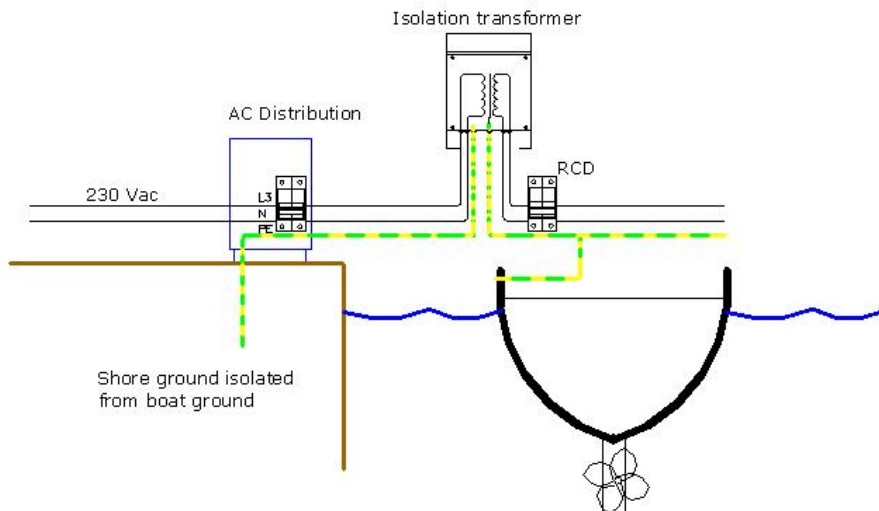 Isolation transformer
AC Distribution
RCD
230 Vac
L3
N
PE
Shore ground isolated
from boat ground